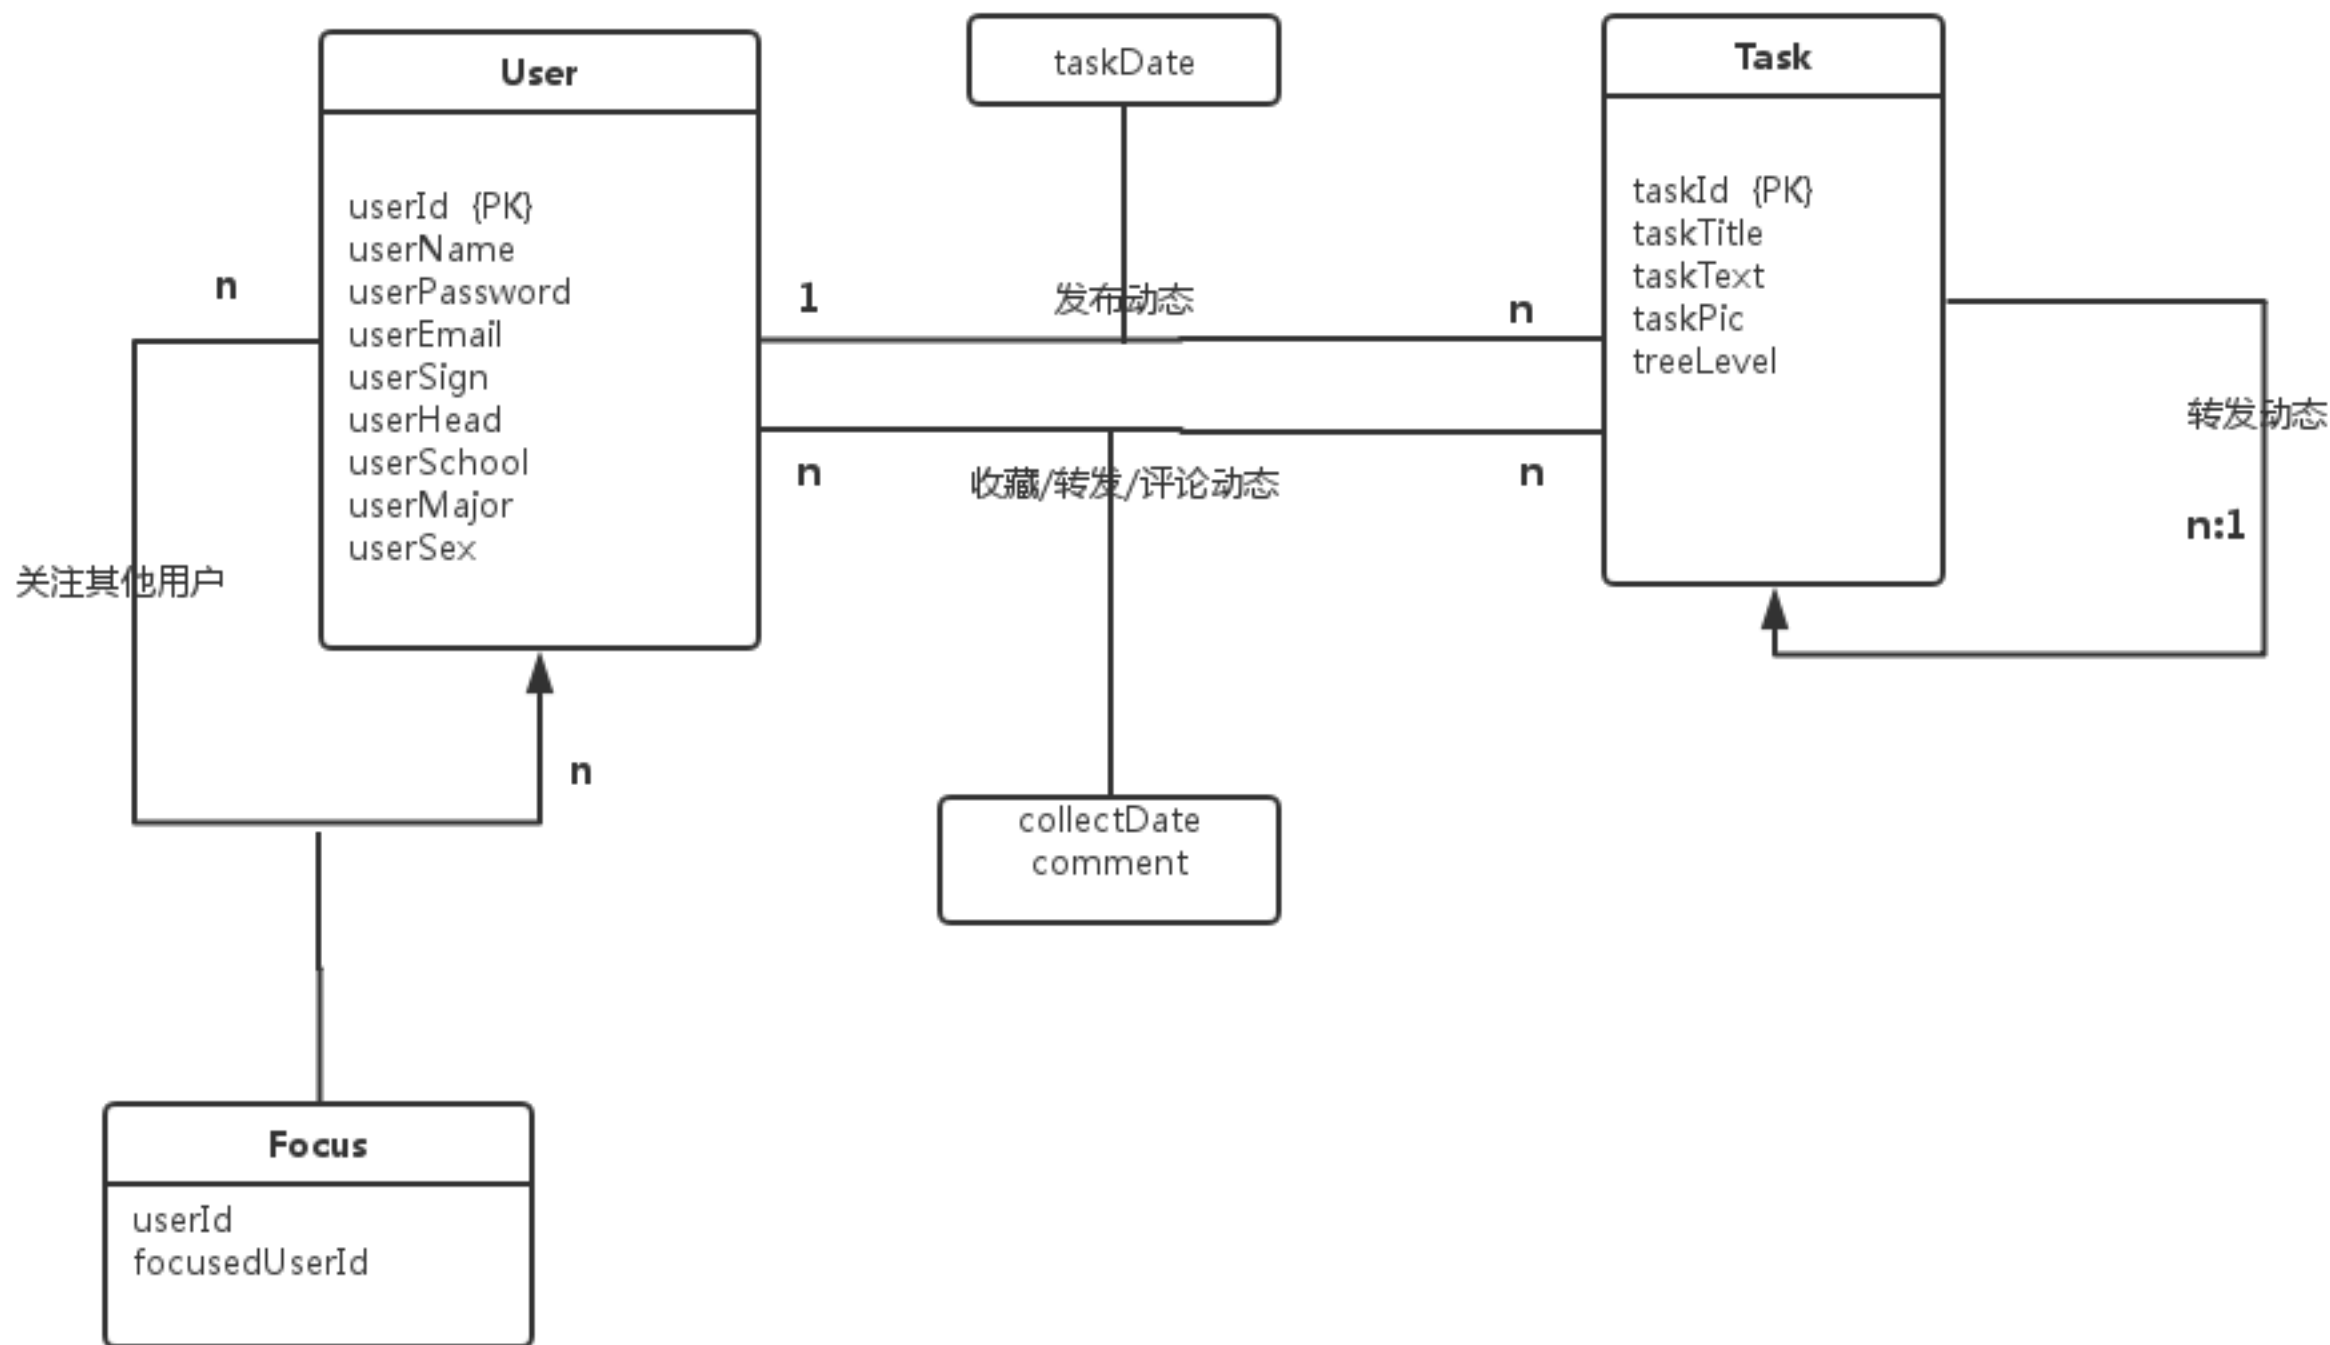 User
userId {PK}
userName
userPassword
userEmail
userSign
userHead
userSchool
userMajor
userSex
taskDate
Task
taskId {PK}
taskTitle
taskText
taskPic
treeLevel
n
关注其他用户
n
1
发布动态
n
n
收藏/转发/评论动态
n
转发动态
n:1
collectDate
comment
Focus
userId
focusedUserId